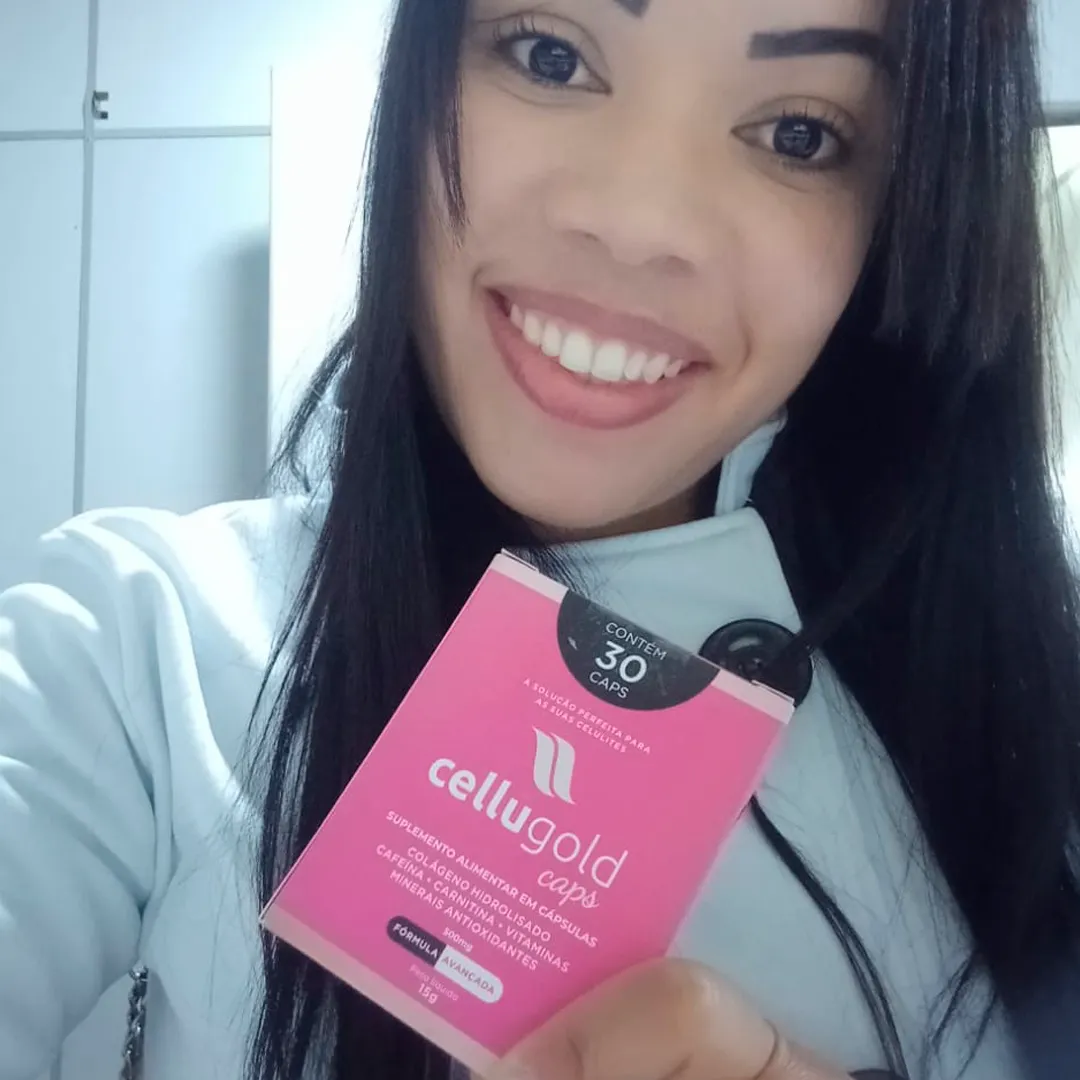 CONTÉM
30
CAPS
A SOLUÇÃO PERFEITA PARA
AS SUAS CELULITES
cellugold
caps
SUPLEMENTO ALIMENTAR EM CÁPSULAS
COLÁGENO HIDROLISADO
CAFEÍNA • CARNITINA • VITAMINAS
MINERAIS ANTIOXIDANTES
500mg
FÓRMULA AVANÇADA
Peso líquido
15g